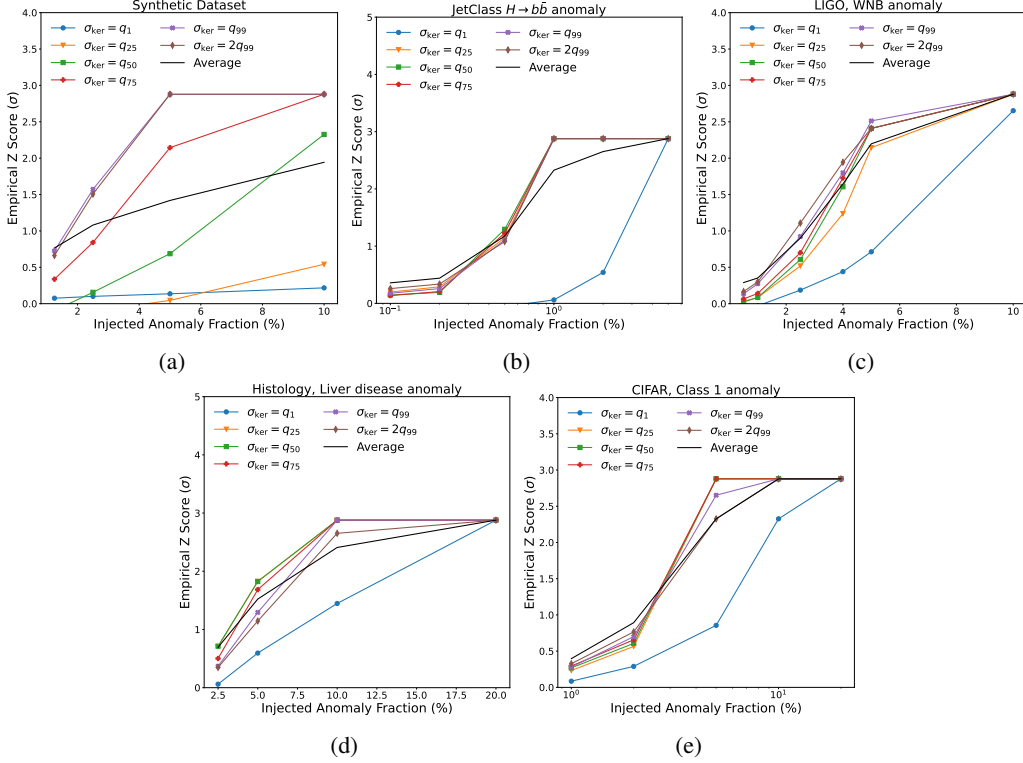 Synthetic Dataset
Empirical Z Score (σ)
4.0
3.5
3.0
2.5
2.0
1.5
1.0
0.5
0.0
σker = q1
σker = q25
σker = q50
σker = q75
σker = q99
σker = 2q99
Average
2 4 6 8 10
Injected Anomaly Fraction (%)
(a)
JetClass H → bb̄ anomaly
Empirical Z Score (σ)
5
4
3
2
1
0
σker = q1
σker = q25
σker = q50
σker = q75
σker = q99
σker = 2q99
Average
10⁻¹ 10⁰
Injected Anomaly Fraction (%)
(b)
LIGO, WNB anomaly
Empirical Z Score (σ)
4.0
3.5
3.0
2.5
2.0
1.5
1.0
0.5
0.0
σker = q1
σker = q25
σker = q50
σker = q75
σker = q99
σker = 2q99
Average
2 4 6 8 10
Injected Anomaly Fraction (%)
(c)
Histology, Liver disease anomaly
Empirical Z Score (σ)
5
4
3
2
1
0
σker = q1
σker = q25
σker = q50
σker = q75
σker = q99
σker = 2q99
Average
2.5 5.0 7.5 10.0 12.5 15.0 17.5 20.0
Injected Anomaly Fraction (%)
(d)
CIFAR, Class 1 anomaly
Empirical Z Score (σ)
4.0
3.5
3.0
2.5
2.0
1.5
1.0
0.5
0.0
σker = q1
σker = q25
σker = q50
σker = q75
σker = q99
σker = 2q99
Average
10⁰ 10¹
Injected Anomaly Fraction (%)
(e)